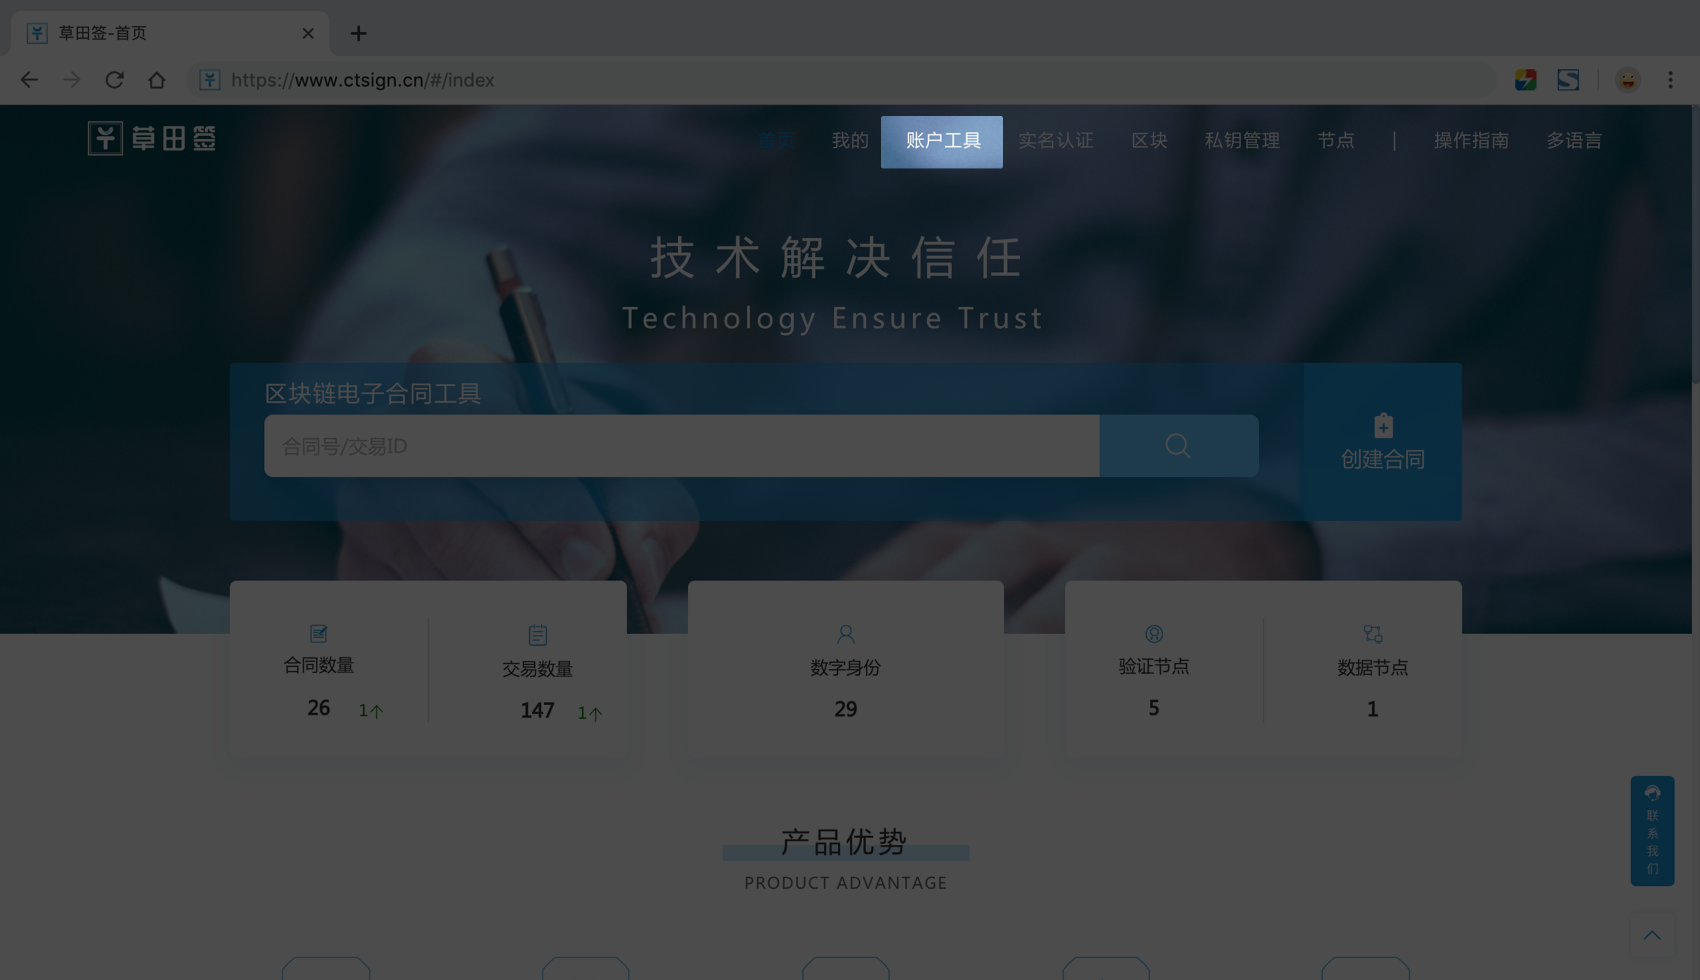 草田签-首页
https://www.ctsign.cn/#/index
草田签
首页 我的 账户工具 实名认证 区块 私钥管理 节点 | 操作指南 多语言
技术解决信任
Technology Ensure Trust
区块链电子合同工具
合同号/交易ID
创建合同
合同数量
26 1个
交易数量
147 1个
数字身份
29
验证节点
5
数据节点
1
产品优势
PRODUCT ADVANTAGE
联系我们